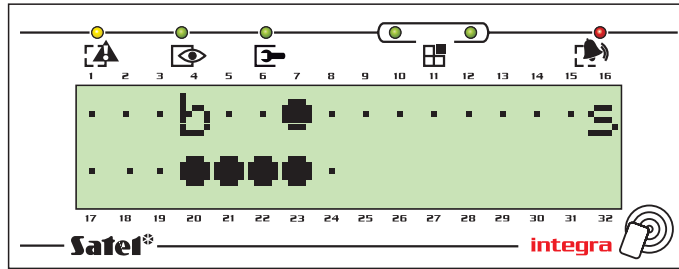 1 2 3 4 5 6 7 8 9 10 11 12 13 14 15 16
· · · b · · ● · · · · · · · · s
· · · ● ● ● ● ·
17 18 19 20 21 22 23 24 25 26 27 28 29 30 31 32
Satel integra